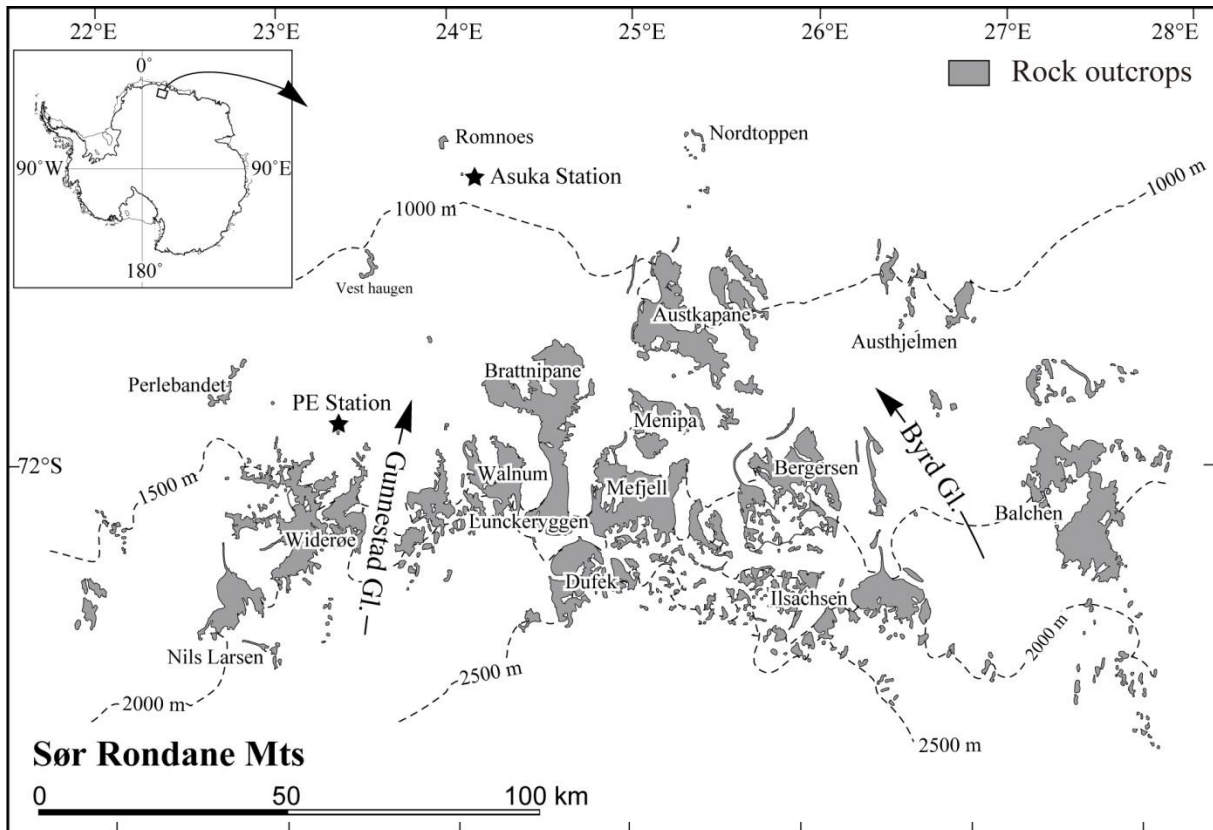 22°E 23°E 24°E 25°E 26°E 27°E 28°E
0°
90°W 90°E
180°
Rock outcrops
Romnoes
Nordtoppen
Asuka Station
1000 m
1000 m
Vest haugen
Austkapane
Austhjelmen
Perlebandet
Brattnipane
PE Station
Menipa
72°S
1500 m
Gunnestad Gl.
Walnum
Mefjell
Bergersen
Byrd Gl.
Balchen
Widerøe
Lunckeryggen
Dufek
Ilsachsen
Nils Larsen
2000 m
2500 m
2000 m
2500 m
Sør Rondane Mts
0 50 100 km